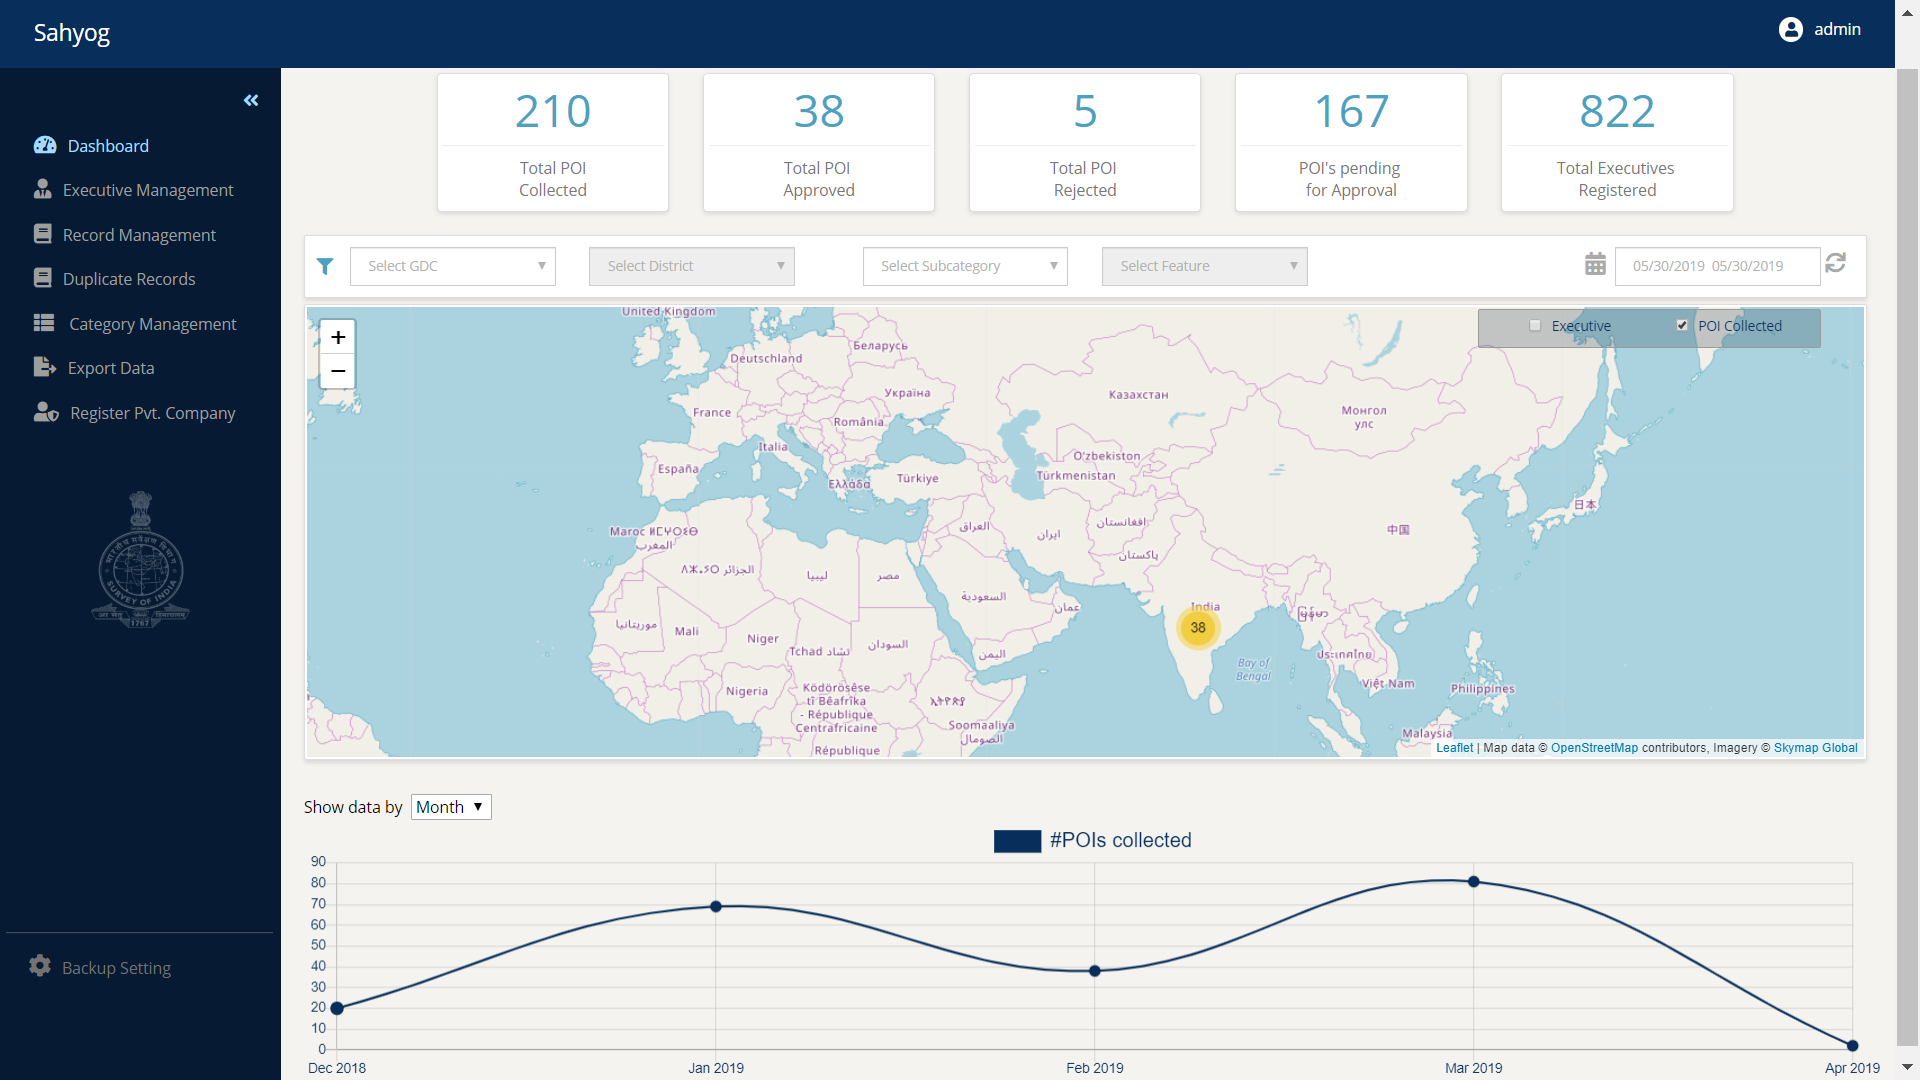 Sahyog
admin
Dashboard
Executive Management
Record Management
Duplicate Records
Category Management
Export Data
Register Pvt. Company
भारतीय सर्वेक्षण विभाग
SURVEY OF INDIA
1767
Backup Setting
210
Total POI
Collected
38
Total POI
Approved
5
Total POI
Rejected
167
POI's pending
for Approval
822
Total Executives
Registered
Select GDC
Select District
Select Subcategory
Select Feature
05/30/2019 05/30/2019
+
−
Executive
POI Collected
United Kingdom
Deutschland
Беларусь
Україна
France
România
Italia
España
Ελλάδα
Türkiye
Казахстан
Монгол
улс
Oʻzbekiston
Türkmenistan
العراق
ایران
افغانستان
پاکستان
中国
日本
Maroc ⵍⵎⵖⵔⵉⴱ
المغرب
الجزائر
ليبيا
مصر
السعودية
عمان
India
38
Bay of
Bengal
موريتانيا
Mali
Niger
Tchad تشاد
السودان
اليمن
Nigeria
Ködörösêse
tî Bêafrîka
- République
Centrafricaine
République
Soomaaliya
الصومال
ประเทศไทย
Việt Nam
Philippines
Malaysia
Leaflet | Map data © OpenStreetMap contributors, Imagery © Skymap Global
Show data by Month
#POIs collected
90
80
70
60
50
40
30
20
10
0
Dec 2018
Jan 2019
Feb 2019
Mar 2019
Apr 2019